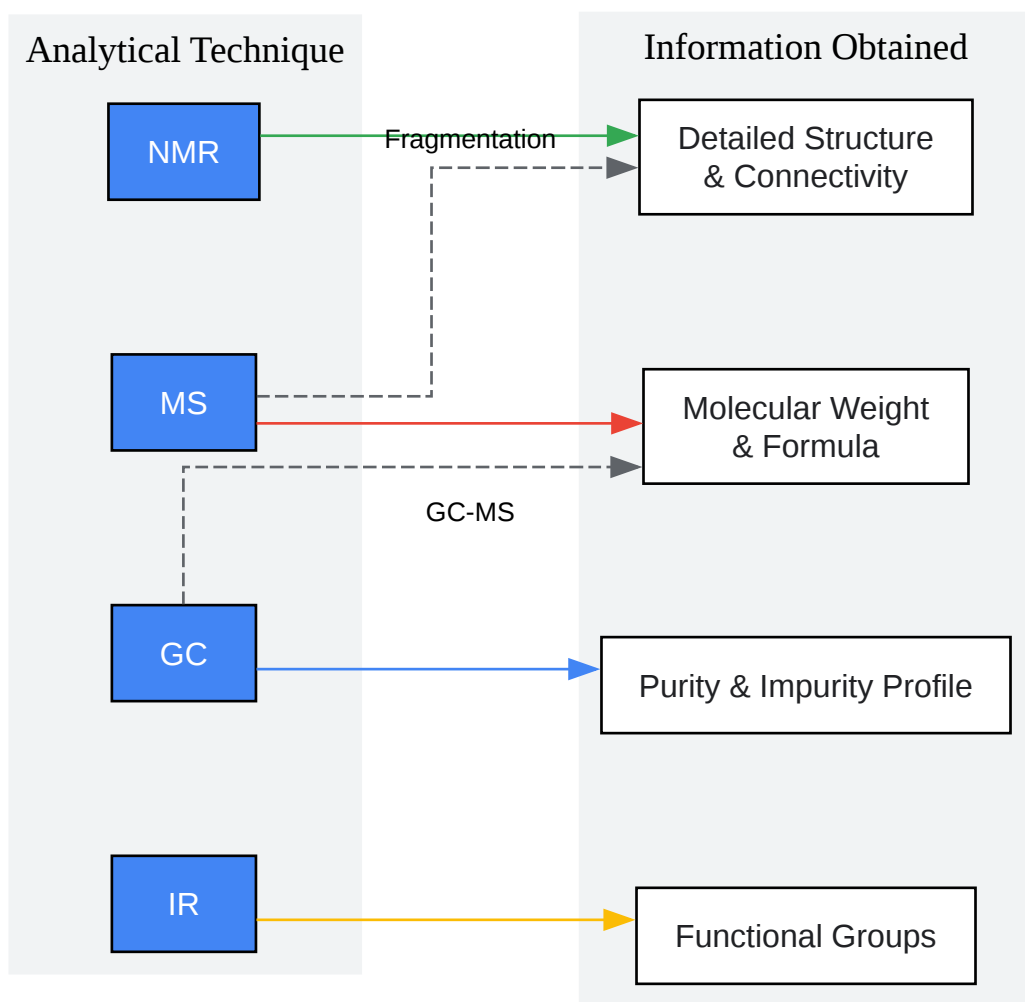 Analytical Technique
Information Obtained
NMR
Fragmentation
Detailed Structure
& Connectivity
MS
Molecular Weight
& Formula
GC-MS
GC
Purity & Impurity Profile
IR
Functional Groups